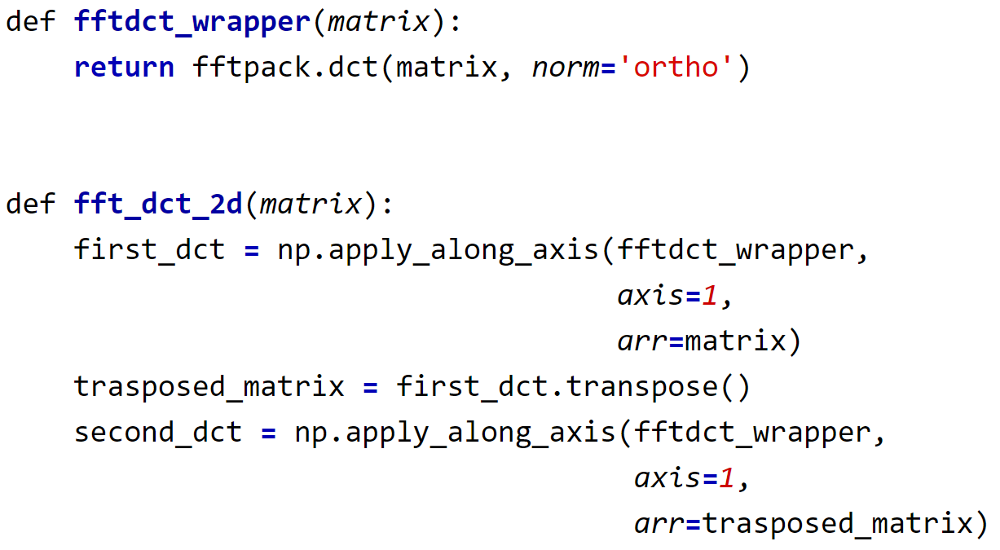 def fftdct_wrapper(matrix):
    return fftpack.dct(matrix, norm='ortho')
def fft_dct_2d(matrix):
    first_dct = np.apply_along_axis(fftdct_wrapper,
                                    axis=1,
                                    arr=matrix)
    trasposed_matrix = first_dct.transpose()
    second_dct = np.apply_along_axis(fftdct_wrapper,
                                     axis=1,
                                     arr=trasposed_matrix)